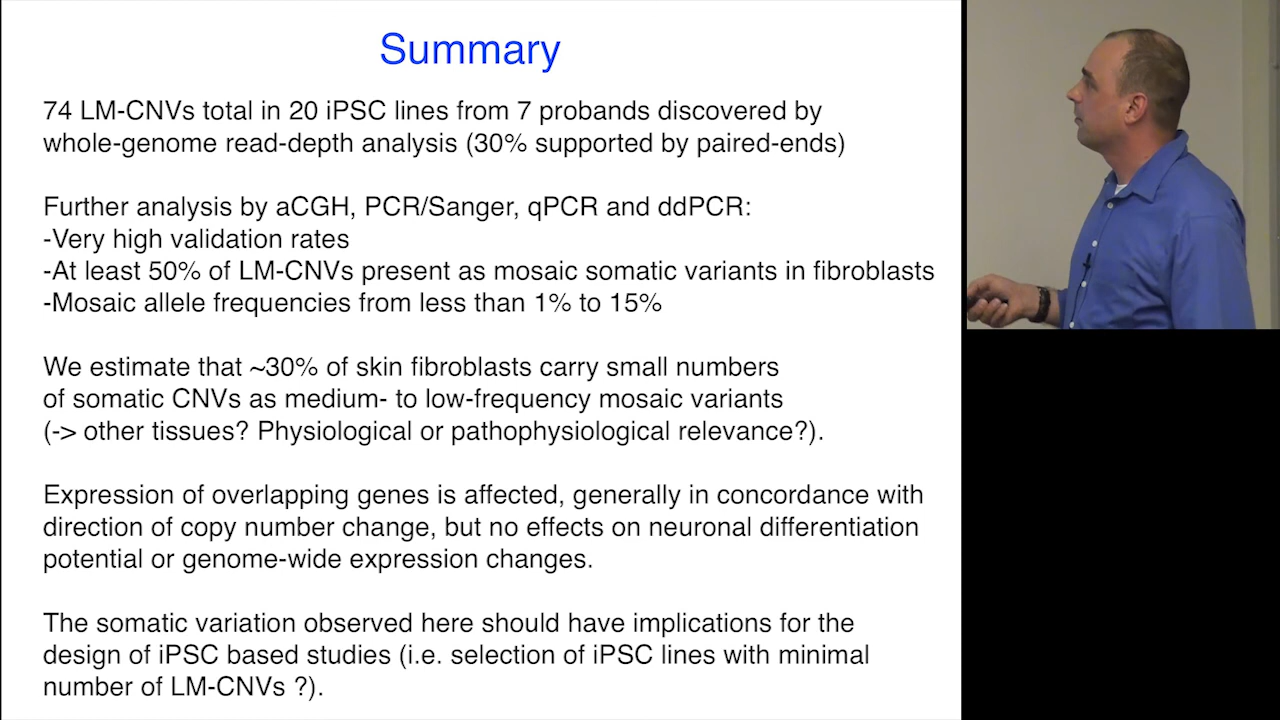 Summary
74 LM-CNVs total in 20 iPSC lines from 7 probands discovered by
whole-genome read-depth analysis (30% supported by paired-ends)
Further analysis by aCGH, PCR/Sanger, qPCR and ddPCR:
-Very high validation rates
-At least 50% of LM-CNVs present as mosaic somatic variants in fibroblasts
-Mosaic allele frequencies from less than 1% to 15%
We estimate that ~30% of skin fibroblasts carry small numbers
of somatic CNVs as medium- to low-frequency mosaic variants
(-> other tissues? Physiological or pathophysiological relevance?).
Expression of overlapping genes is affected, generally in concordance with
direction of copy number change, but no effects on neuronal differentiation
potential or genome-wide expression changes.
The somatic variation observed here should have implications for the
design of iPSC based studies (i.e. selection of iPSC lines with minimal
number of LM-CNVs ?).